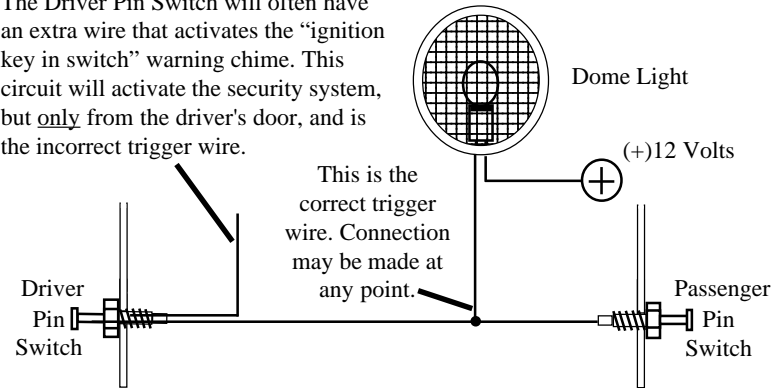 The Driver Pin Switch will often have
an extra wire that activates the “ignition
key in switch” warning chime. This
circuit will activate the security system,
but only from the driver's door, and is
the incorrect trigger wire.
Dome Light
(+)12 Volts
This is the
correct trigger
wire. Connection
may be made at
any point.
Driver
Pin
Switch
Passenger
Pin
Switch